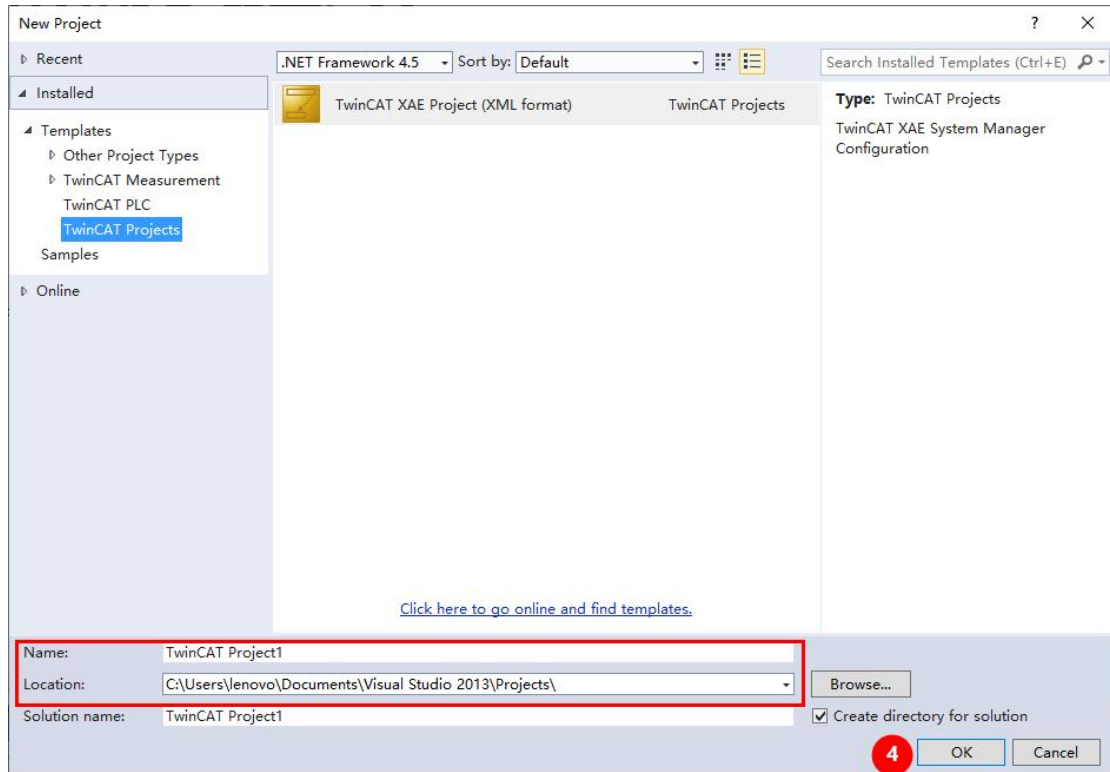 New Project
Recent
.NET Framework 4.5 Sort by: Default
Search Installed Templates (Ctrl+E)
Installed
Templates
Other Project Types
TwinCAT Measurement
TwinCAT PLC
TwinCAT Projects
Samples
Online
TwinCAT XAE Project (XML format) TwinCAT Projects
Type: TwinCAT Projects
TwinCAT XAE System Manager
Configuration
Click here to go online and find templates.
Name: TwinCAT Project1
Location: C:\Users\lenovo\Documents\Visual Studio 2013\Projects\ Browse...
Solution name: TwinCAT Project1 Create directory for solution
4 OK Cancel